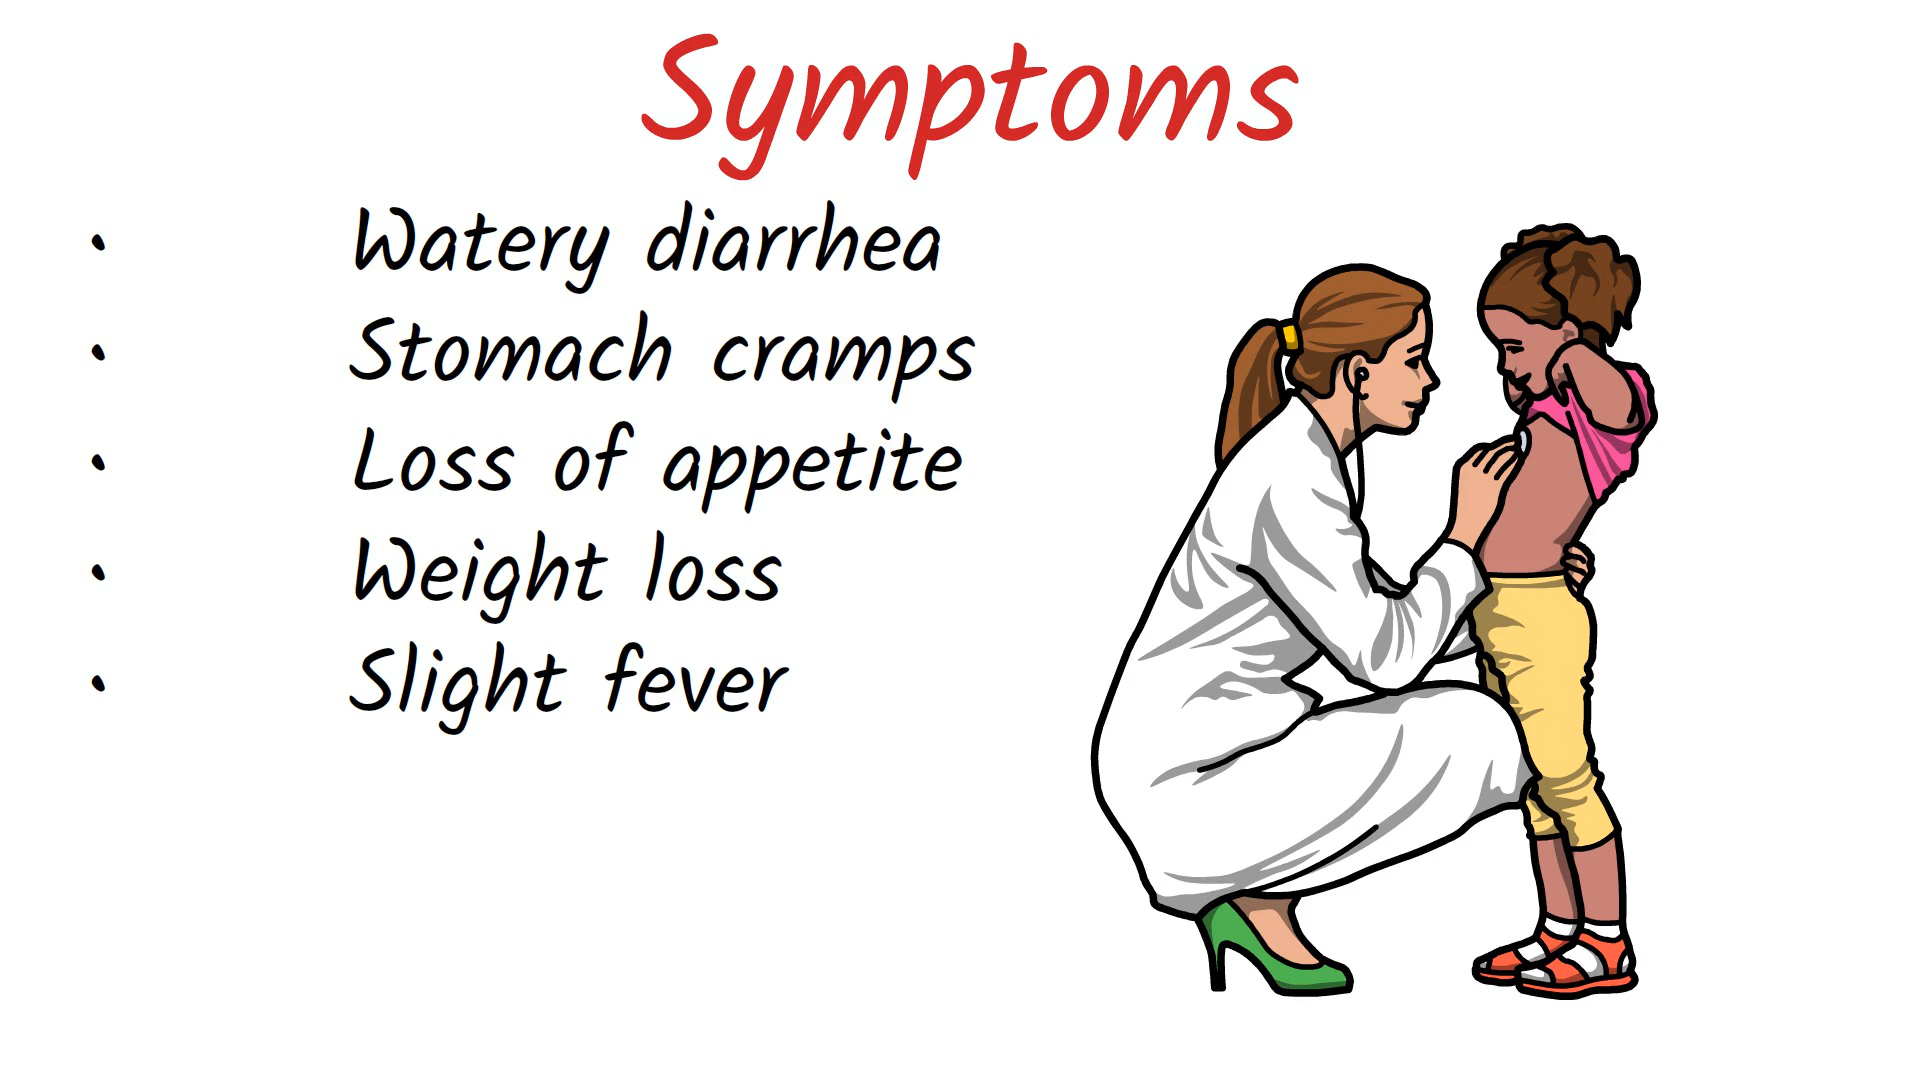 Symptoms
• Watery diarrhea
• Stomach cramps
• Loss of appetite
• Weight loss
• Slight fever